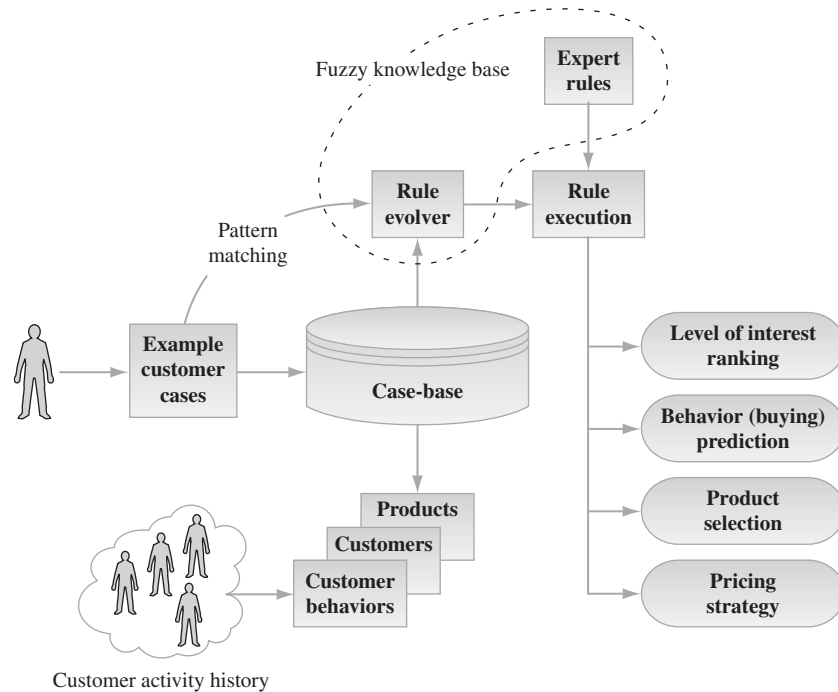 Fuzzy knowledge base
Expert
rules
Rule
evolver
Rule
execution
Pattern
matching
Example
customer
cases
Case-base
Level of interest
ranking
Behavior (buying)
prediction
Product
selection
Pricing
strategy
Products
Customers
Customer
behaviors
Customer activity history